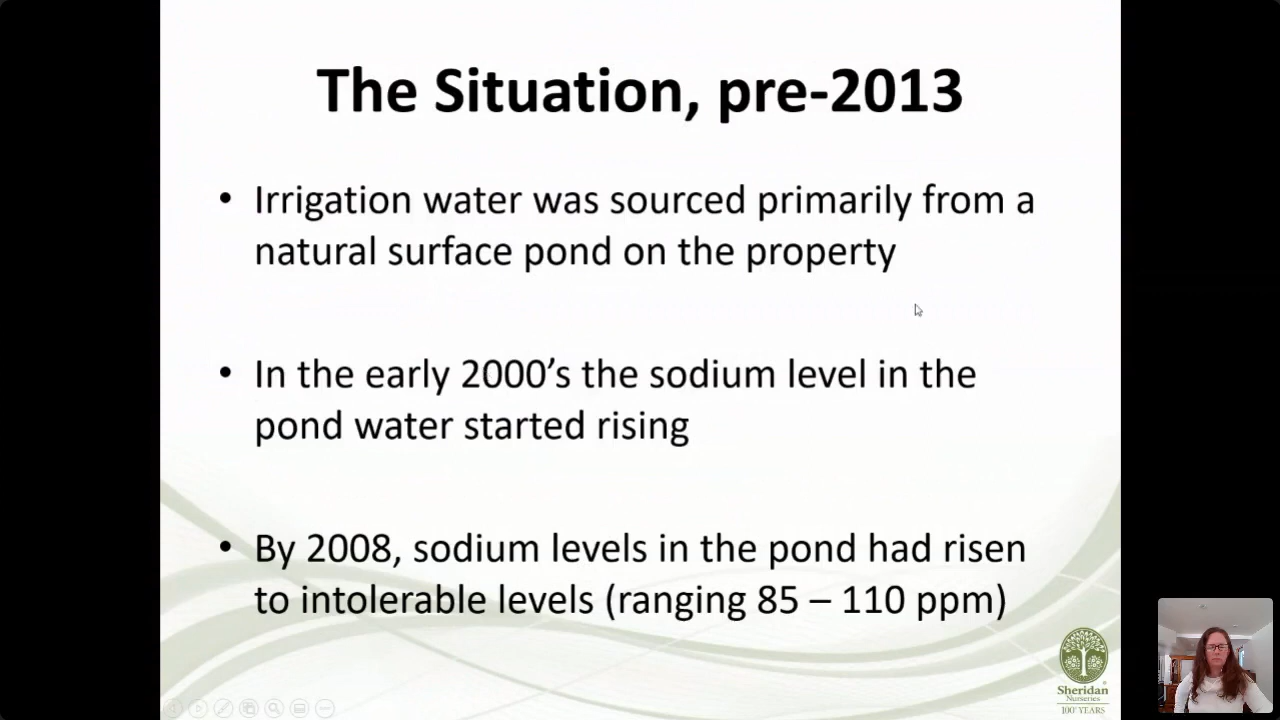 The Situation, pre-2013
• Irrigation water was sourced primarily from a
natural surface pond on the property
• In the early 2000’s the sodium level in the
pond water started rising
• By 2008, sodium levels in the pond had risen
to intolerable levels (ranging 85 – 110 ppm)
Sheridan
Nurseries
100+ YEARS